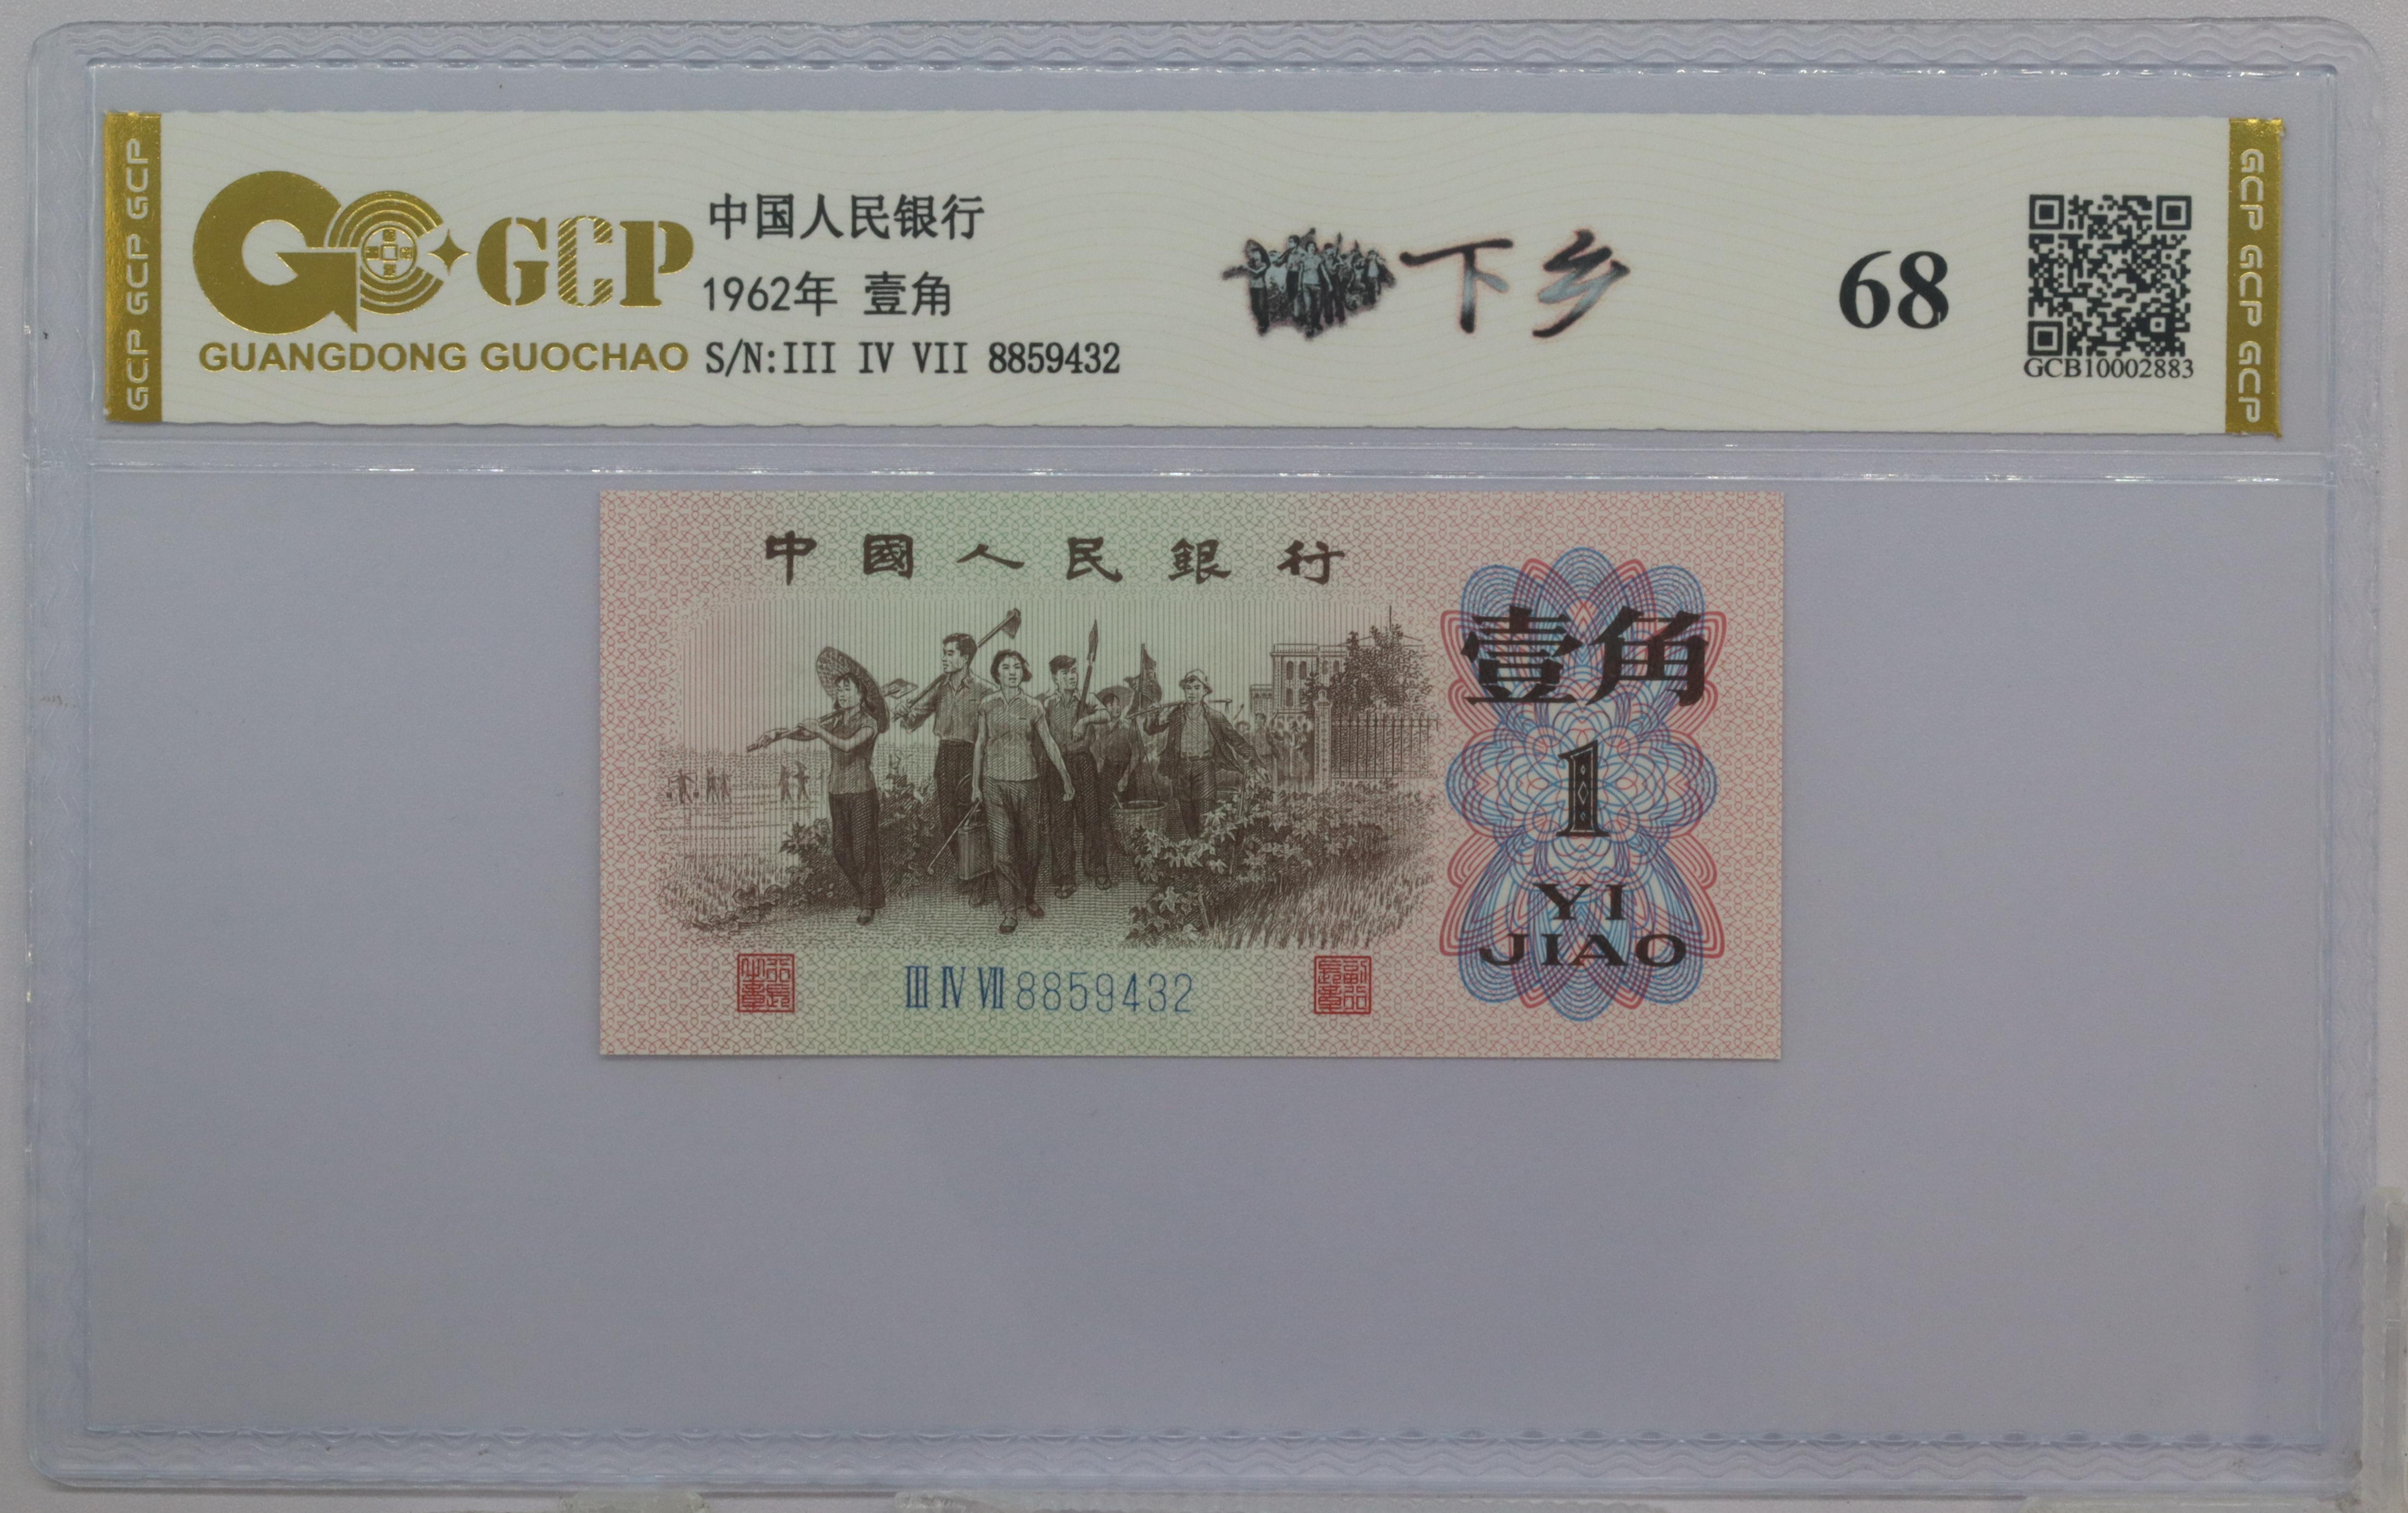 GCP GCP GCP
GCP
GUANGDONG GUOCHAO
中国人民银行
1962年 壹角
S/N:III IV VII 8859432
下乡
68
GCB10002883
GCP GCP GCP
中國人民銀行
壹角
1
YI
JIAO
III IV VII 8859432